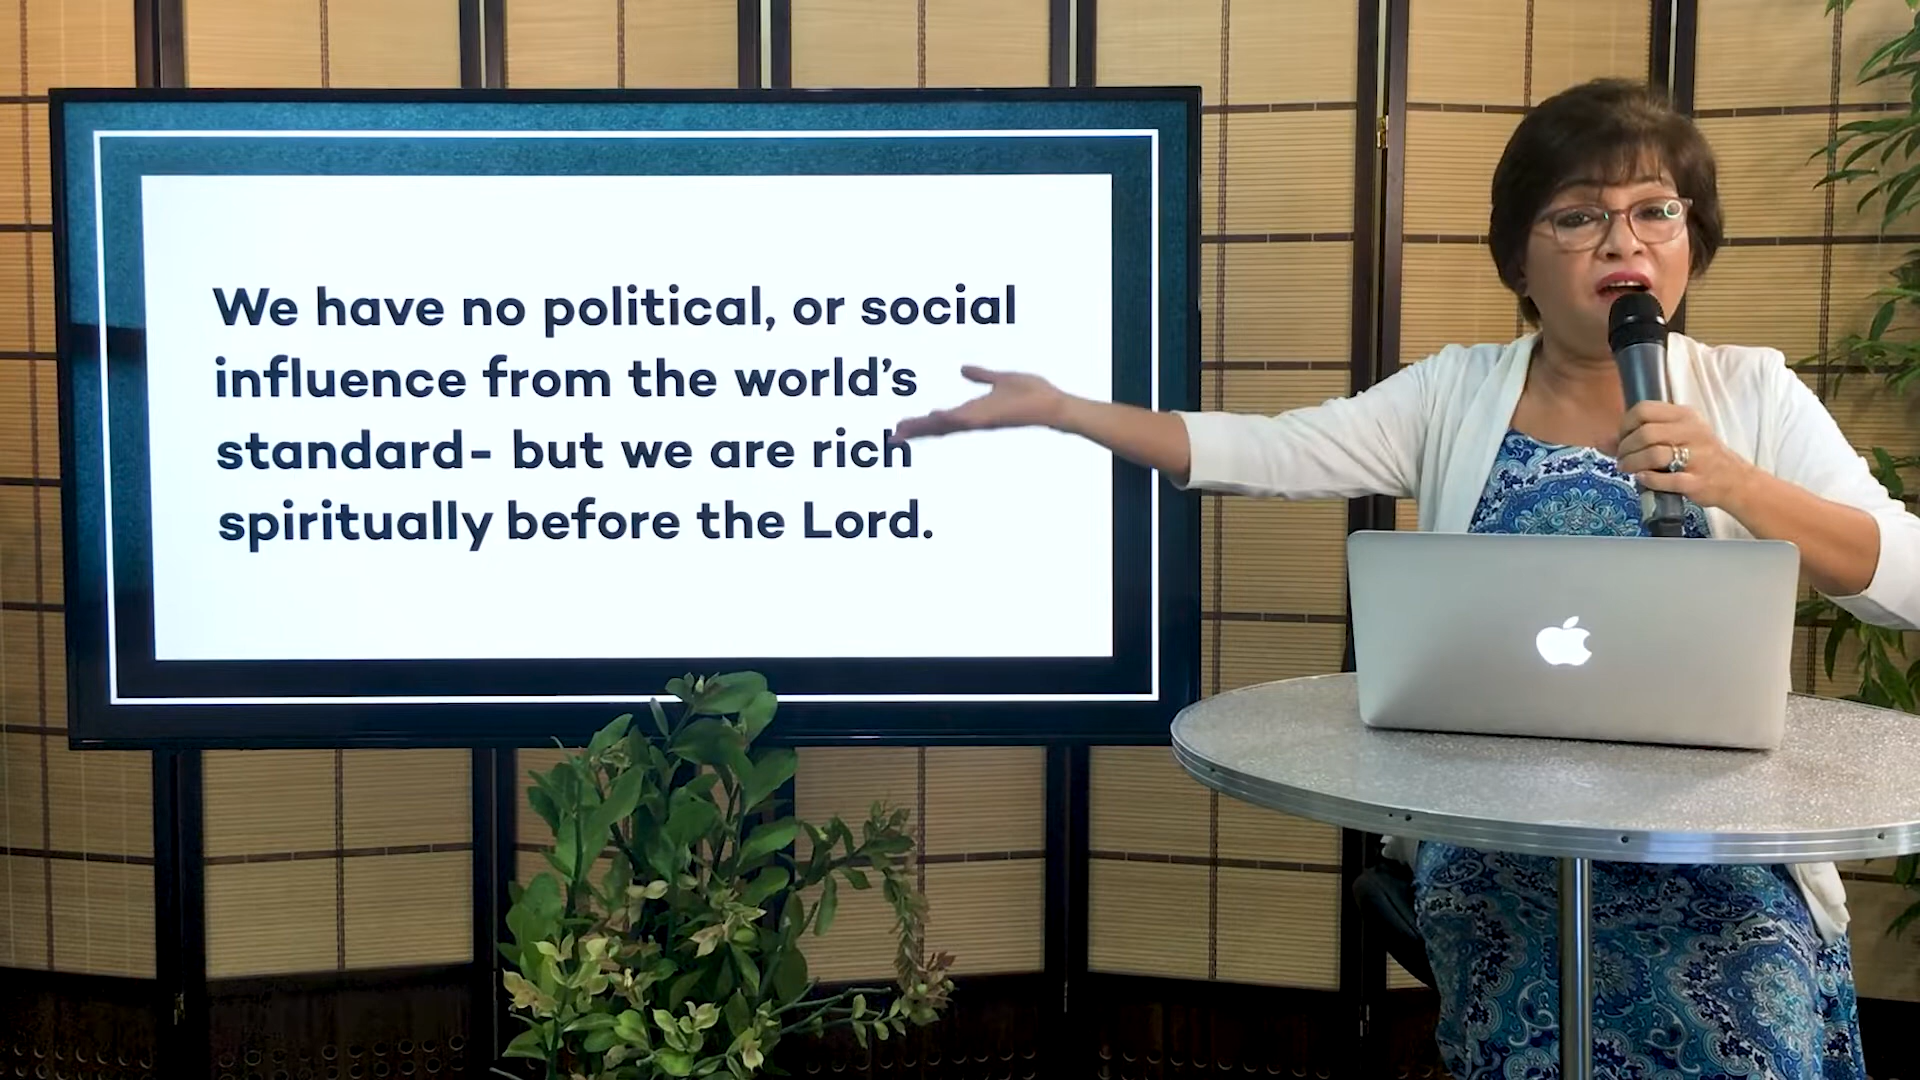 We have no political, or social
influence from the world's
standard- but we are rich
spiritually before the Lord.